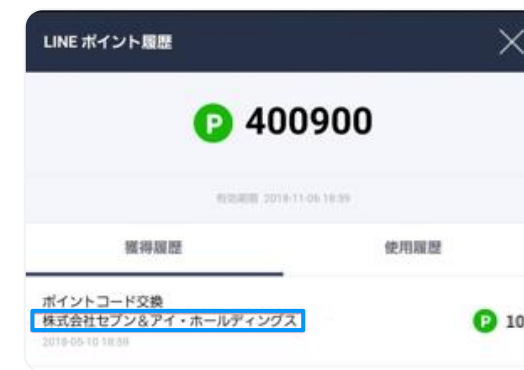 LINE ポイント履歴
P 400900
有効期限 2018-11-06 18:59
獲得履歴 使用履歴
ポイントコード交換
株式会社セブン&アイ・ホールディングス
P 10
2018-05-10 18:59